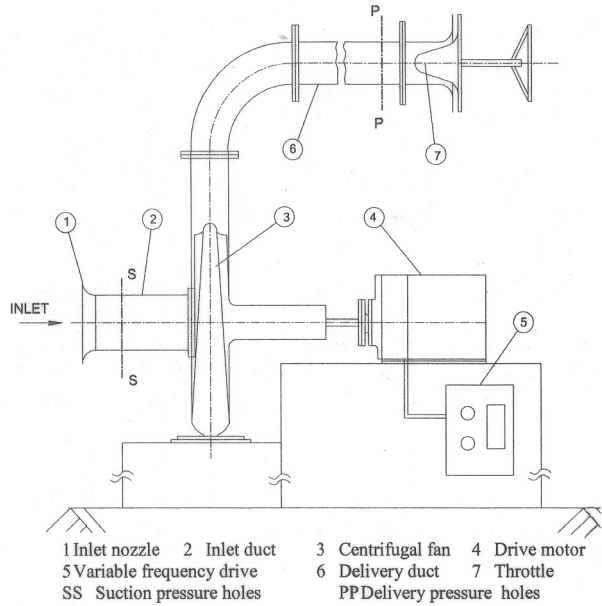 P
P
6
7
1
2
3
4
S
INLET
S
5
1 Inlet nozzle 2 Inlet duct 3 Centrifugal fan 4 Drive motor
5 Variable frequency drive 6 Delivery duct 7 Throttle
SS Suction pressure holes PP Delivery pressure holes